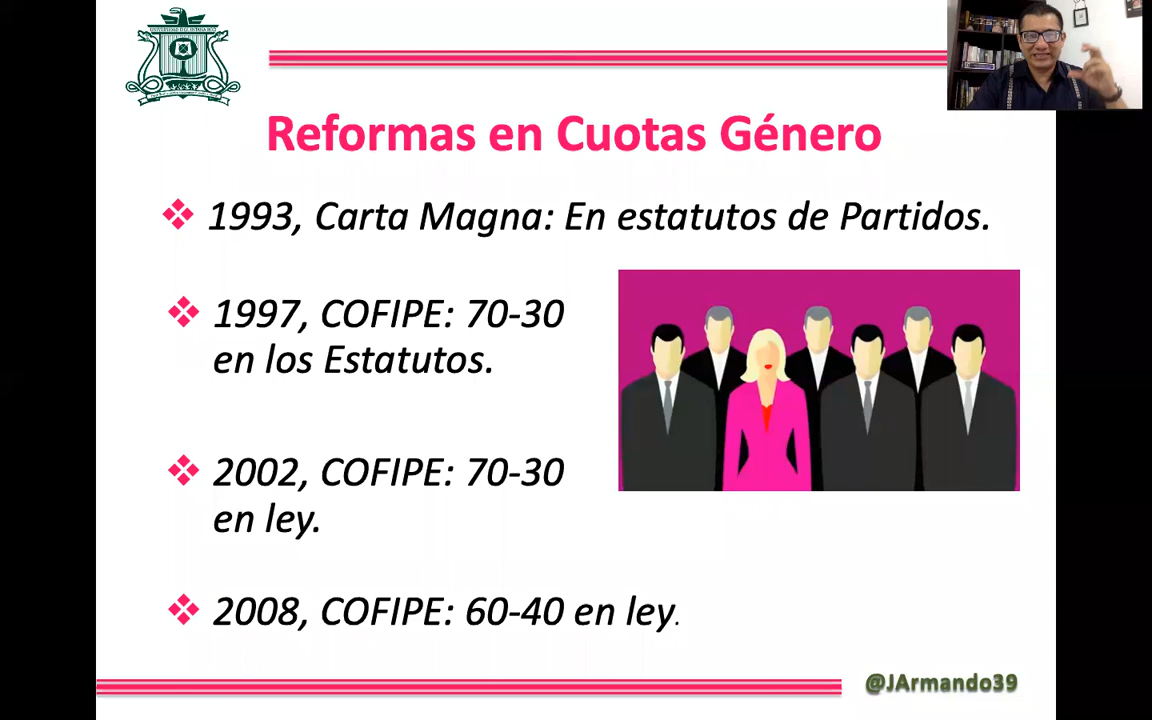 Reformas en Cuotas Género
❖ 1993, Carta Magna: En estatutos de Partidos.
❖ 1997, COFIPE: 70-30
en los Estatutos.
❖ 2002, COFIPE: 70-30
en ley.
❖ 2008, COFIPE: 60-40 en ley.
@JArmando39